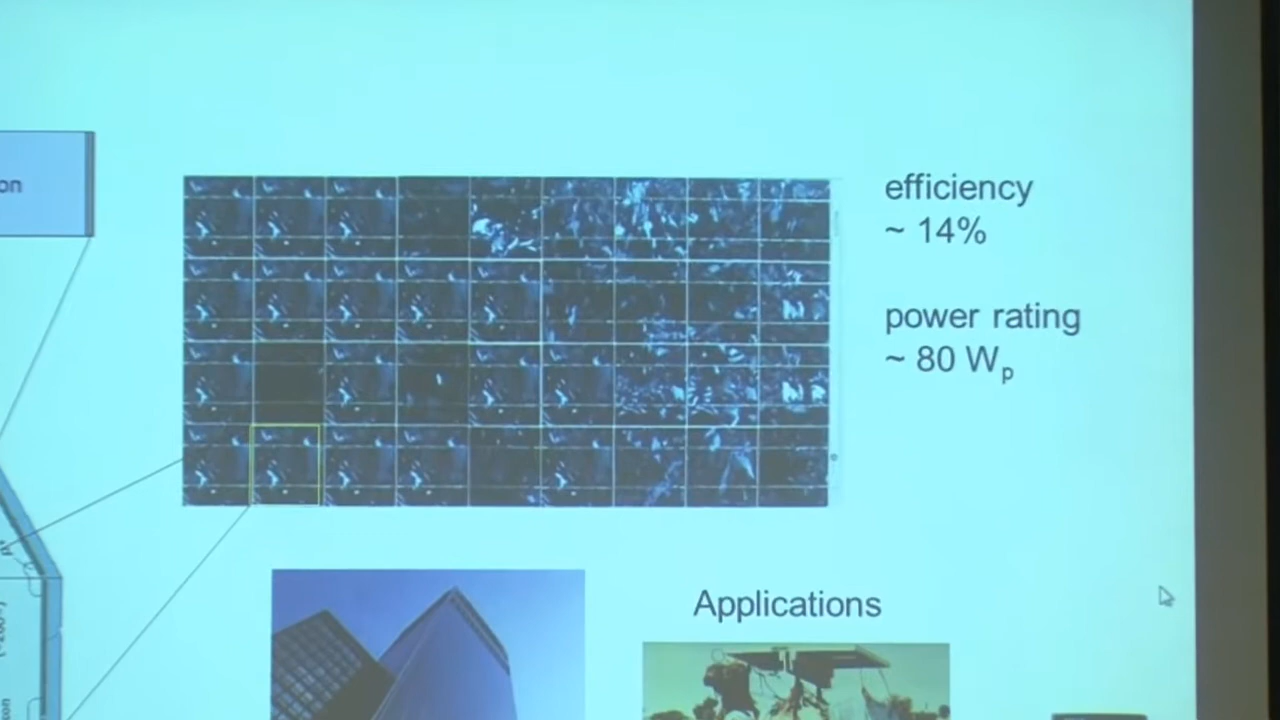 on
efficiency
~ 14%
power rating
~ 80 Wp
Applications